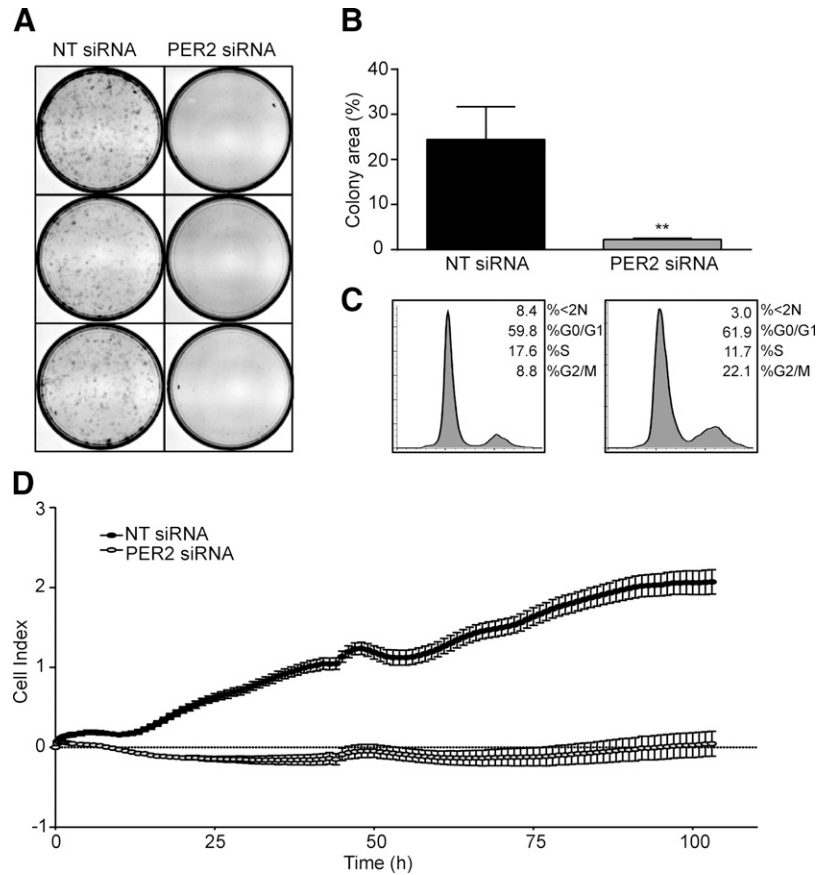 A
NT siRNA PER2 siRNA
B
Colony area (%)
40
30
20
10
0
**
NT siRNA PER2 siRNA
C
8.4 %<2N
59.8 %G0/G1
17.6 %S
8.8 %G2/M
3.0 %<2N
61.9 %G0/G1
11.7 %S
22.1 %G2/M
D
NT siRNA
PER2 siRNA
Cell Index
3
2
1
0
-1
0 25 50 75 100
Time (h)